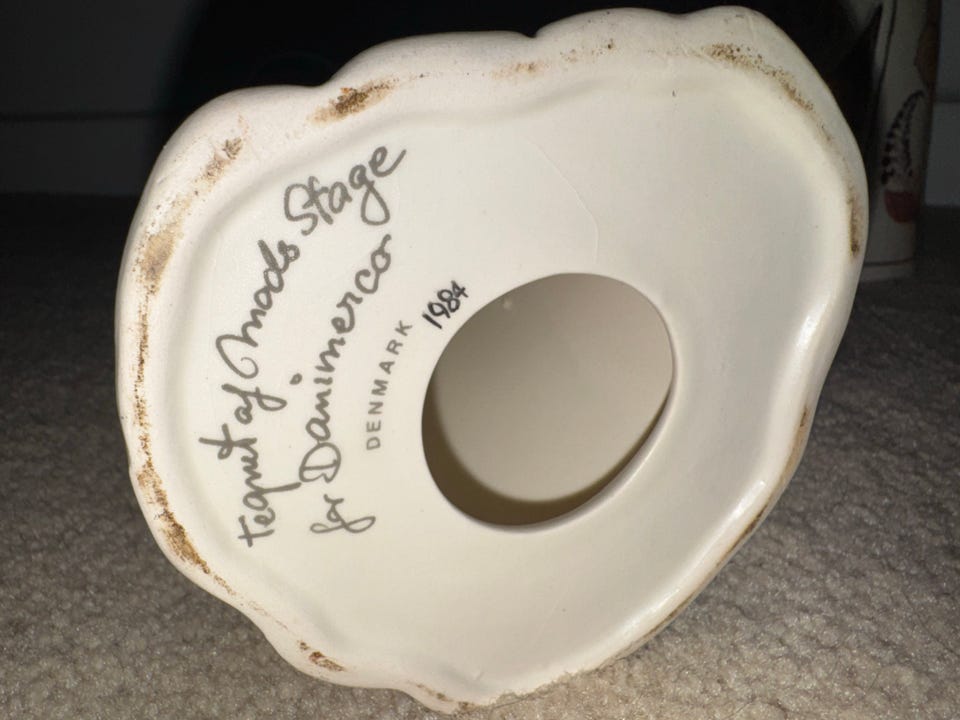 tegnet af Mads Stage
for Danimerco
DENMARK
1984